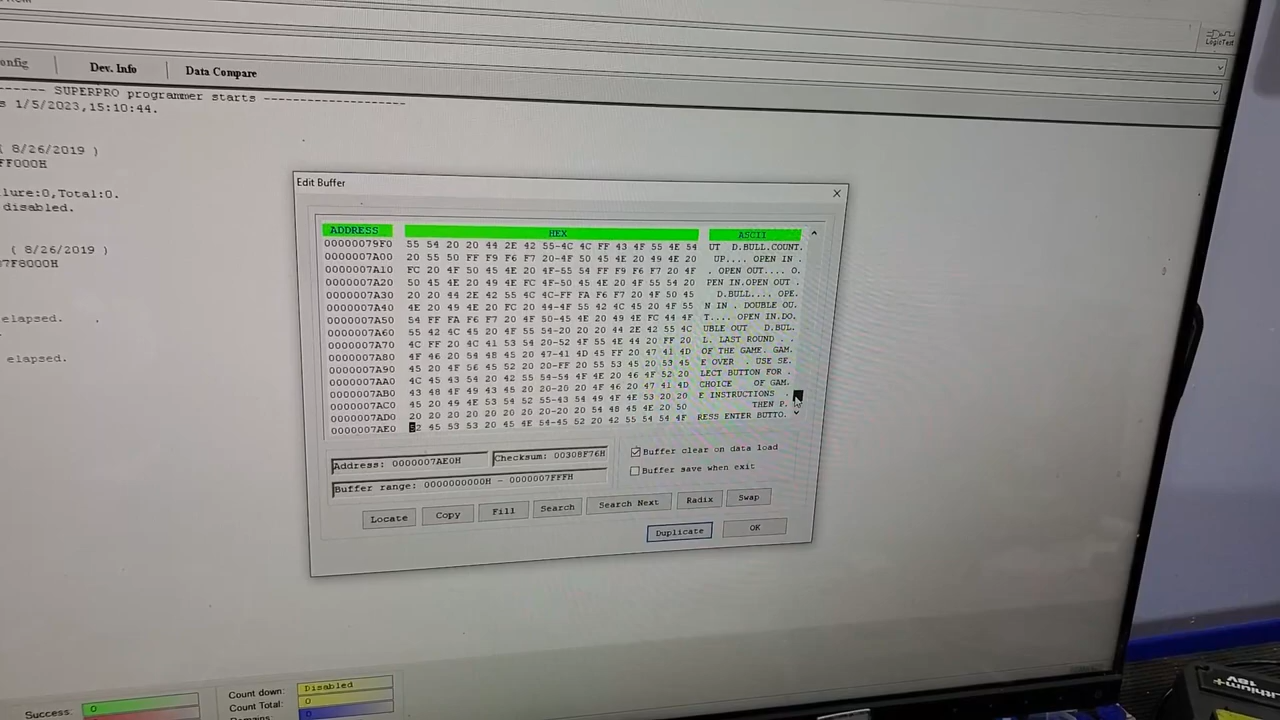 LogicTest
Dev. Info
Data Compare
------ SUPERPRO programmer starts --------------------
s 1/5/2023,15:10:44.
( 8/26/2019 )
FF000H
lure:0,Total:0.
disabled.
( 8/26/2019 )
7F8000H
elapsed.
elapsed.
Edit Buffer
ADDRESS HEX ASCII
00000079F0 55 54 20 20 44 2E 42 55-4C 4C FF 43 4F 55 4E 54 UT  D.BULL.COUNT.
0000007A00 20 55 50 FF F9 F6 F7 20-4F 50 45 4E 20 49 4E 20 UP.... OPEN IN .
0000007A10 FC 20 4F 50 45 4E 20 4F-55 54 FF F9 F6 F7 20 4F . OPEN OUT.... O.
0000007A20 50 45 4E 20 49 4E FC 4F-50 45 4E 20 4F 55 54 20 PEN IN.OPEN OUT .
0000007A30 20 20 44 2E 42 55 4C 4C-FF FA F6 F7 20 4F 50 45 D.BULL.... OPE.
0000007A40 4E 20 49 4E 20 FC 20 44-4F 55 42 4C 45 20 4F 55 N IN . DOUBLE OU.
0000007A50 54 FF FA F6 F7 20 4F 50-45 4E 20 49 4E FC 44 4F T.... OPEN IN.DO.
0000007A60 55 42 4C 45 20 4F 55 54-20 20 20 44 2E 42 55 4C UBLE OUT   D.BUL.
0000007A70 4C FF 20 4C 41 53 54 20-52 4F 55 4E 44 20 FF 20 L. LAST ROUND . .
0000007A80 4F 46 20 54 48 45 20 47-41 4D 45 FF 20 47 41 4D OF THE GAME. GAM.
0000007A90 45 20 4F 56 45 52 20 20-FF 20 55 53 45 20 53 45 E OVER  . USE SE.
0000007AA0 4C 45 43 54 20 42 55 54-54 4F 4E 20 46 4F 52 20 LECT BUTTON FOR .
0000007AB0 43 48 4F 49 43 45 20 20-20 20 4F 46 20 47 41 4D CHOICE    OF GAM.
0000007AC0 45 20 49 4E 53 54 52 55-43 54 49 4F 4E 53 20 20 E INSTRUCTIONS  .
0000007AD0 20 20 20 20 20 20 20 20-20 20 54 48 45 4E 20 50 THEN P.
0000007AE0 52 45 53 53 20 45 4E 54-45 52 20 42 55 54 54 4F RESS ENTER BUTTO.
Address: 0000007AE0H
Checksum: 00308F76H
Buffer clear on data load
Buffer range: 0000000000H - 0000007FFFH
Buffer save when exit
Locate Copy Fill Search Search Next Radix Swap
Duplicate OK
Success: 0
Count down: Disabled
Count Total: 0
Remains 0
18V